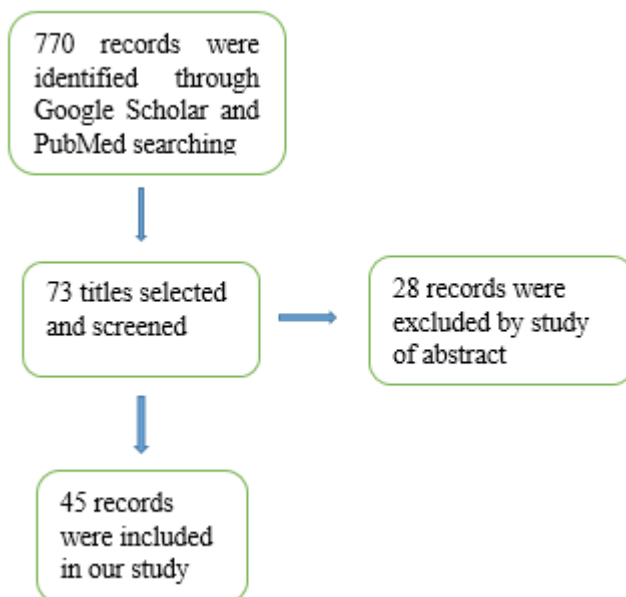 770 records were
identified through
Google Scholar and
PubMed searching
73 titles selected
and screened
28 records were
excluded by study
of abstract
45 records
were included
in our study